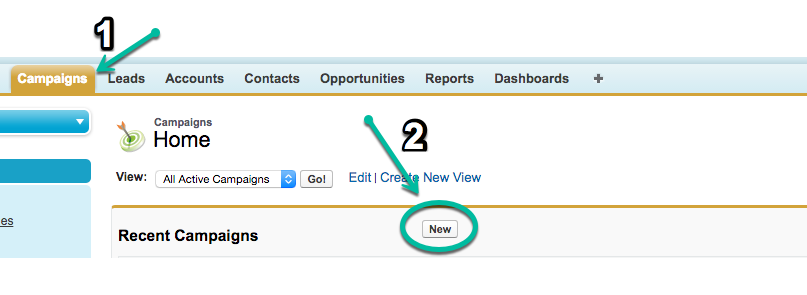 1
Campaigns Leads Accounts Contacts Opportunities Reports Dashboards +
Campaigns
Home
2
View: All Active Campaigns Go! Edit | Create New View
es
Recent Campaigns New